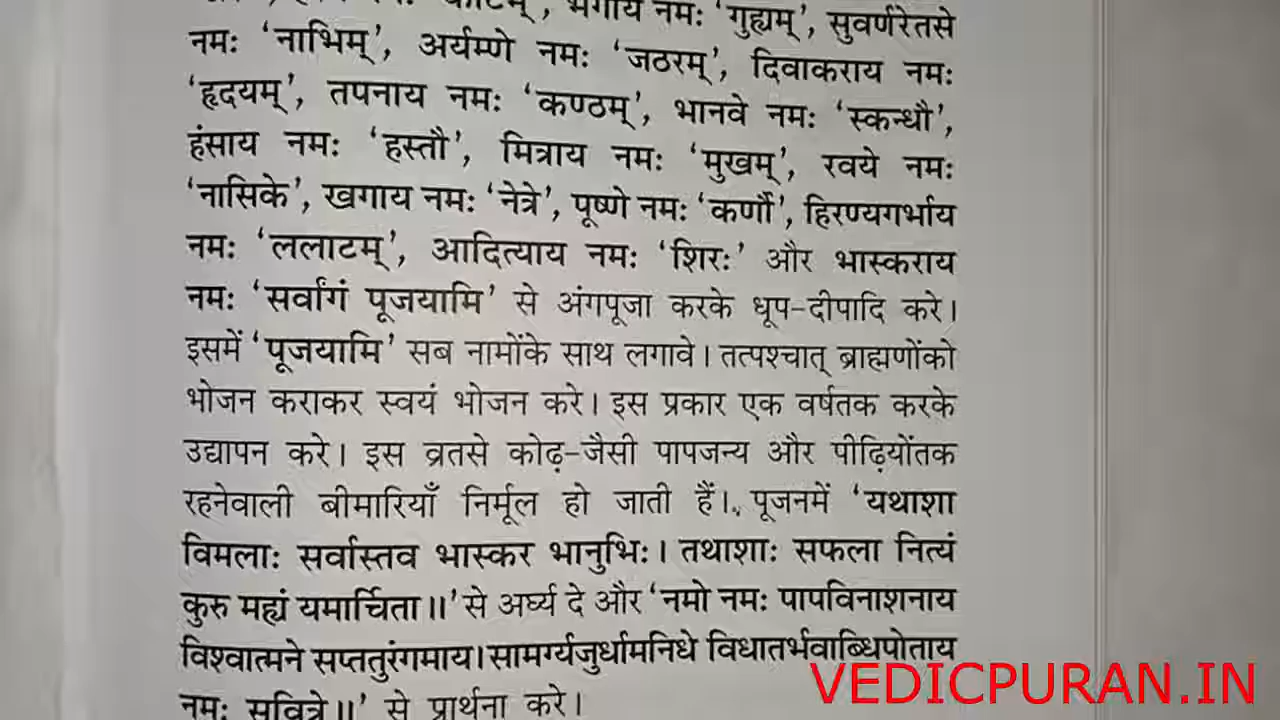 नमः ‘गुह्यम्’, सुवर्णरेतसे
नमः ‘नाभिम्’, अर्यम्णे नमः ‘जठरम्’, दिवाकराय नमः
‘हृदयम्’, तपनाय नमः ‘कण्ठम्’, भानवे नमः ‘स्कन्धौ’,
हंसाय नमः ‘हस्तौ’, मित्राय नमः ‘मुखम्’, रवये नमः
‘नासिके’, खगाय नमः ‘नेत्रे’, पूष्णे नमः ‘कर्णौ’, हिरण्यगर्भाय
नमः ‘ललाटम्’, आदित्याय नमः ‘शिरः’ और भास्कराय
नमः ‘सर्वांगं पूजयामि’ से अंगपूजा करके धूप-दीपादि करे।
इसमें ‘पूजयामि’ सब नामोंके साथ लगावे। तत्पश्चात् ब्राह्मणोंको
भोजन कराकर स्वयं भोजन करे। इस प्रकार एक वर्षतक करके
उद्यापन करे। इस व्रतसे कोढ़-जैसी पापजन्य और पीढ़ियोंतक
रहनेवाली बीमारियाँ निर्मूल हो जाती हैं।. पूजनमें ‘यथाशा
विमलाः सर्वास्तव भास्कर भानुभिः। तथाशाः सफला नित्यं
कुरु मह्यं यमार्चिता॥’ से अर्घ्य दे और ‘नमो नमः पापविनाशनाय
विश्वात्मने सप्ततुरंगमाय। सामर्ग्यजुर्धामनिधे विधातर्भवाब्धिपोताय
नमः सवित्रे॥’ से प्रार्थना करे।
VEDICPURAN.IN